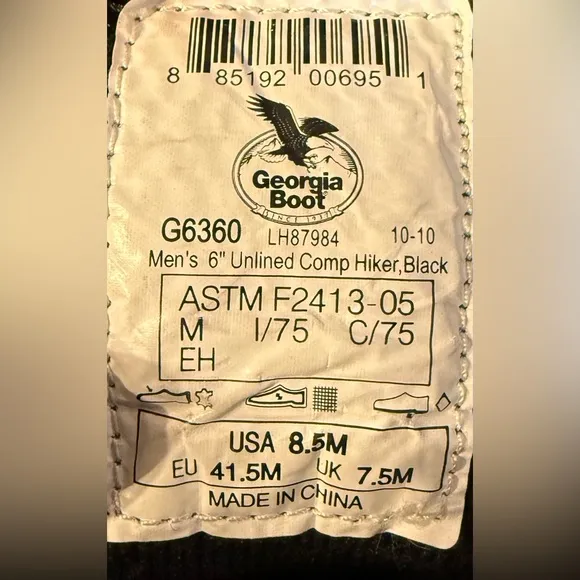 8 85192 00695 1
Georgia
Boot
SINCE 1937
G6360 LH87984 10-10
Men's 6" Unlined Comp Hiker,Black
ASTM F2413-05
M I/75 C/75
EH
USA 8.5M
EU 41.5M UK 7.5M
MADE IN CHINA